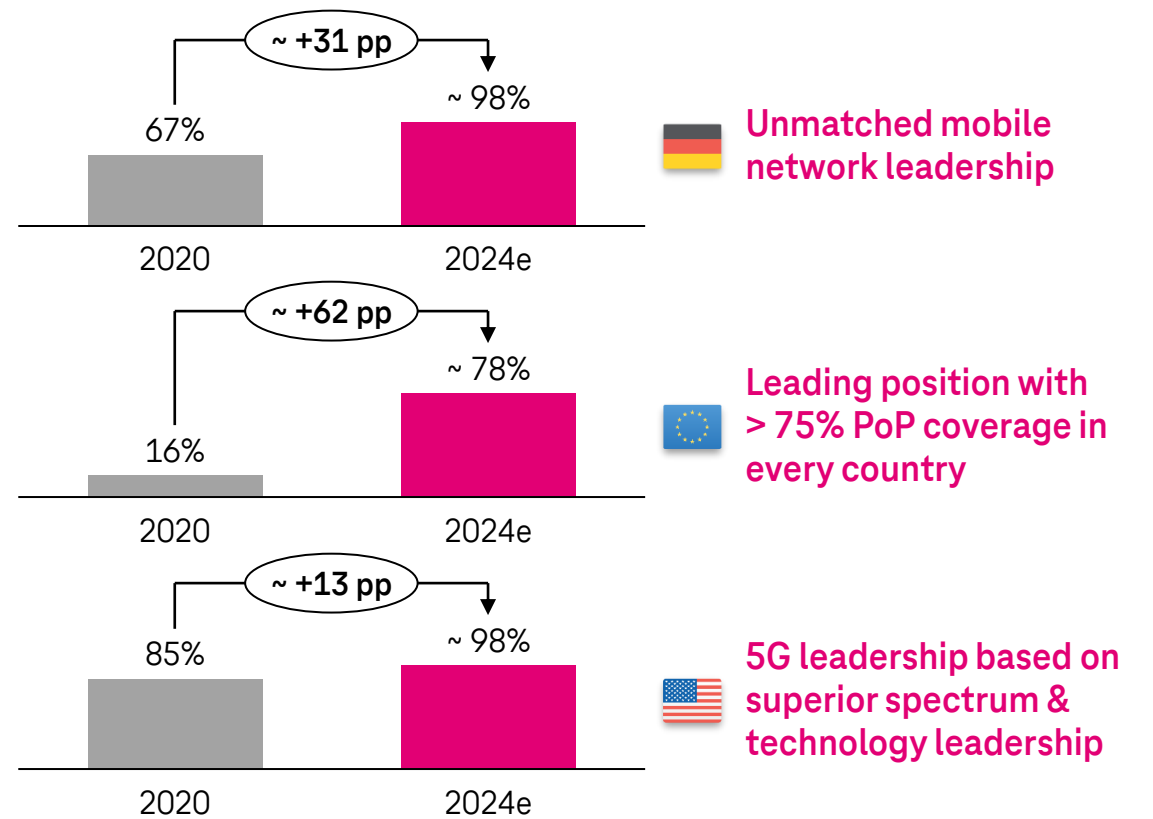 ~ +31 pp
67%
~ 98%
2020
2024e
Unmatched mobile
network leadership
~ +62 pp
16%
~ 78%
2020
2024e
Leading position with
> 75% PoP coverage in
every country
~ +13 pp
85%
~ 98%
2020
2024e
5G leadership based on
superior spectrum &
technology leadership